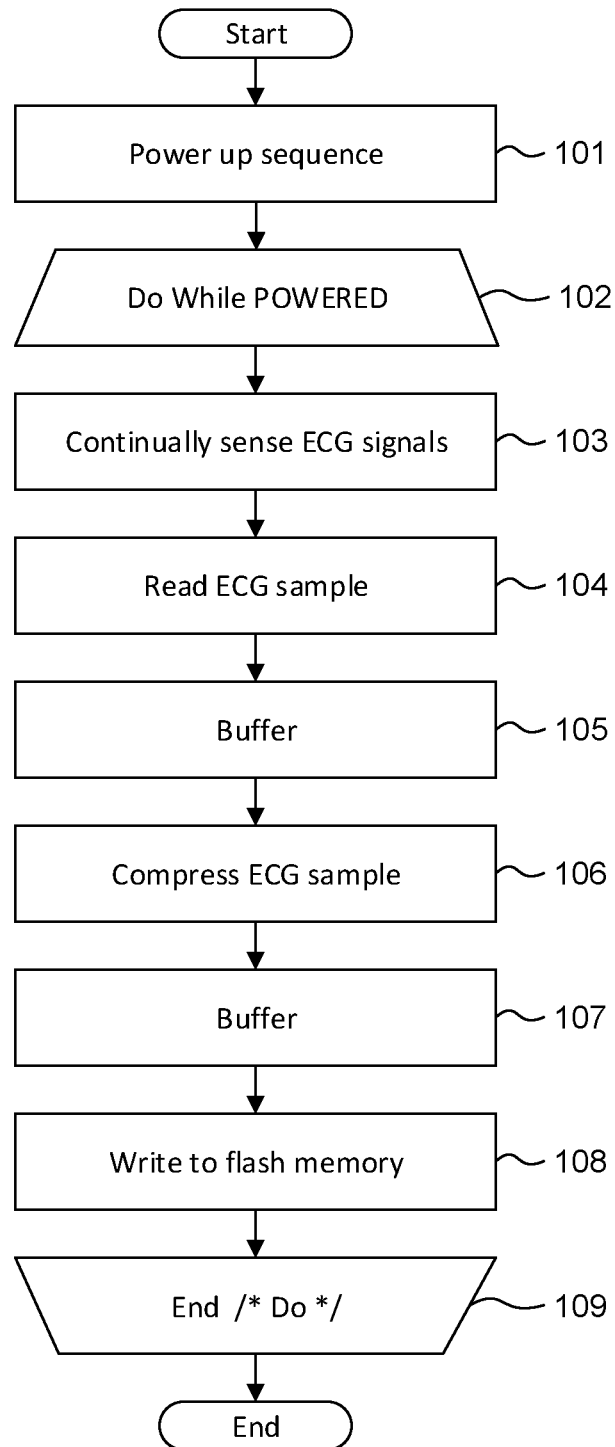 Start
Power up sequence 101
Do While POWERED 102
Continually sense ECG signals 103
Read ECG sample 104
Buffer 105
Compress ECG sample 106
Buffer 107
Write to flash memory 108
End /* Do */ 109
End